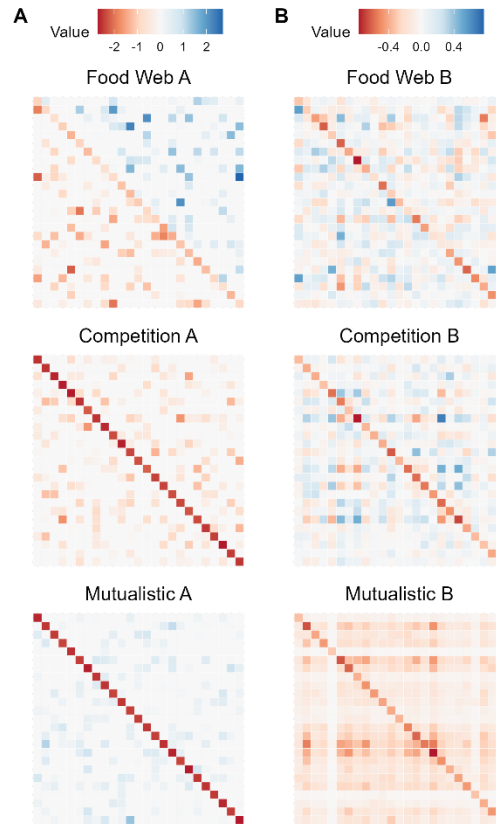 A
Value
-2 -1 0 1 2
B
Value
-0.4 0.0 0.4
Food Web A
Food Web B
Competition A
Competition B
Mutualistic A
Mutualistic B